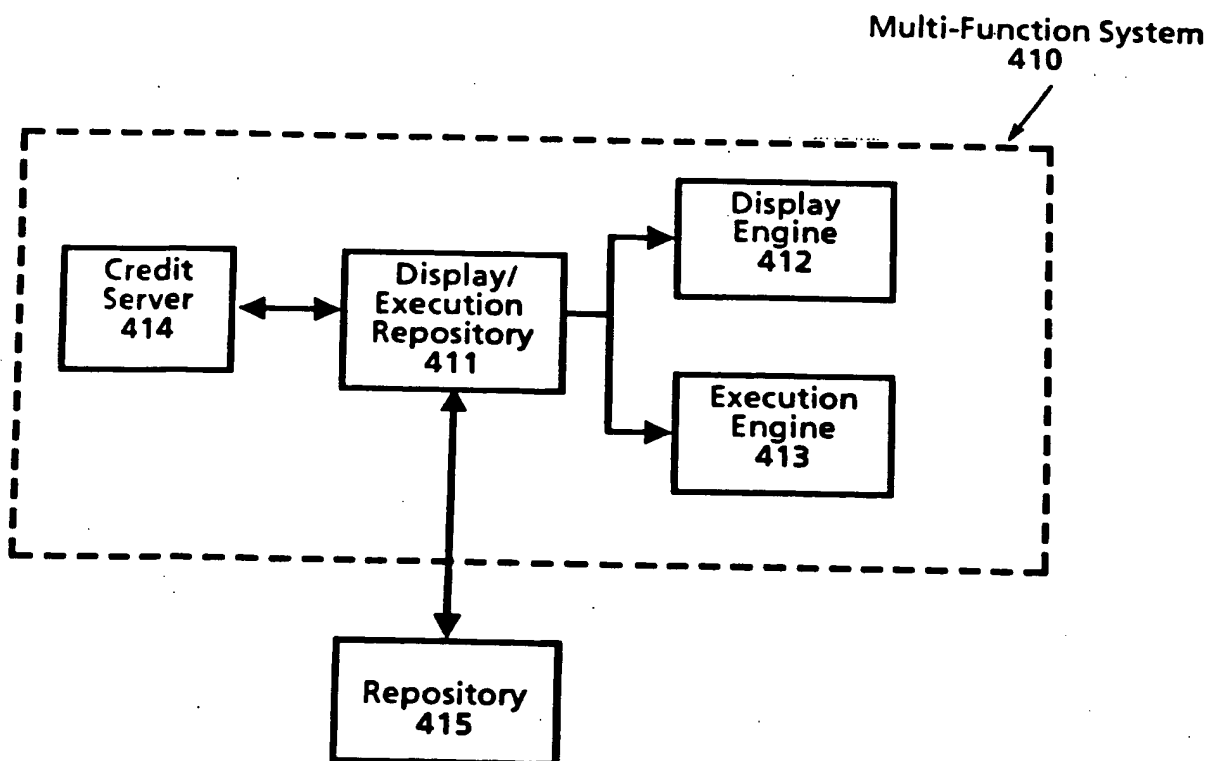 Multi-Function System
410
Display
Engine
412
Credit
Server
414
Display/
Execution
Repository
411
Execution
Engine
413
Repository
415